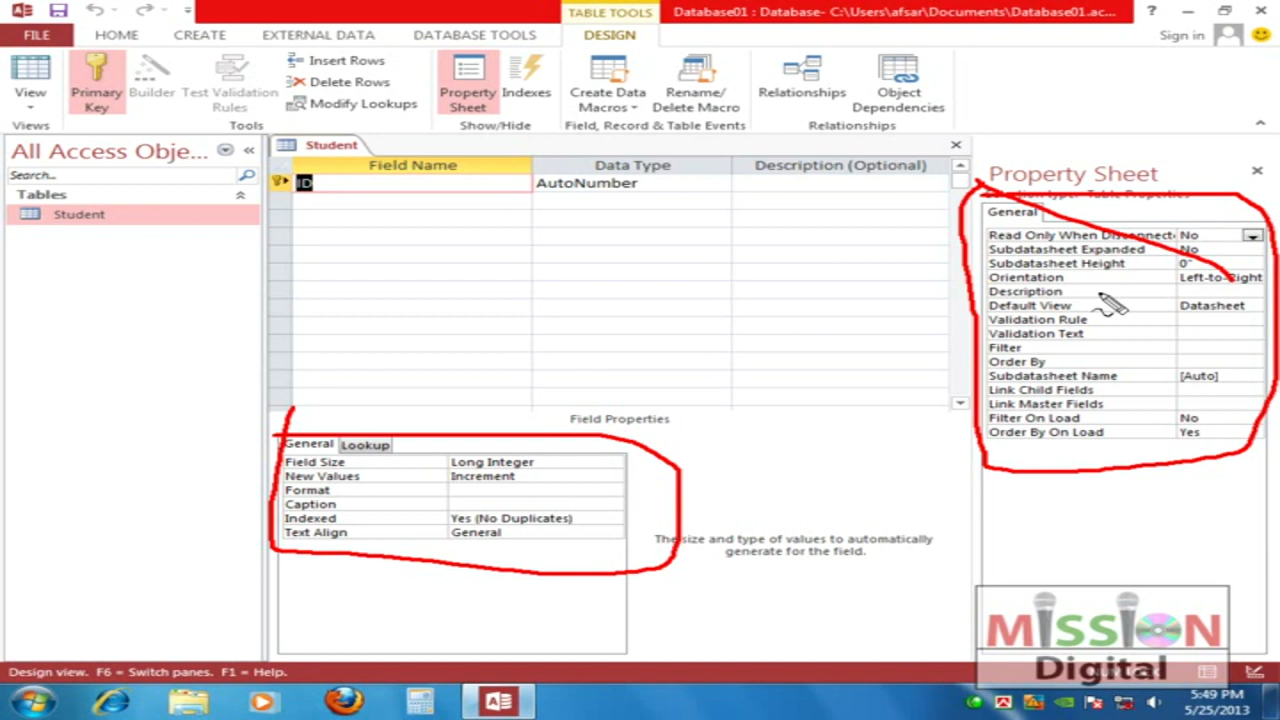 TABLE TOOLS
Database01 : Database- C:\Users\afsar\Documents\Database01.ac...
?
FILE HOME CREATE EXTERNAL DATA DATABASE TOOLS DESIGN Sign in
View
Primary Key
Builder
Test Validation Rules
Insert Rows
Delete Rows
Modify Lookups
Property Sheet
Indexes
Create Data Macros
Rename/ Delete Macro
Relationships
Object Dependencies
Views Tools Show/Hide Field, Record & Table Events Relationships
All Access Obje...
Search...
Tables
Student
Student
Field Name Data Type Description (Optional)
ID AutoNumber
Field Properties
General Lookup
Field Size Long Integer
New Values Increment
Format
Caption
Indexed Yes (No Duplicates)
Text Align General
The size and type of values to automatically
generate for the field.
Property Sheet
Selection type: Table Properties
General
Read Only When Disconnect No
Subdatasheet Expanded No
Subdatasheet Height 0"
Orientation Left-to-Right
Description
Default View Datasheet
Validation Rule
Validation Text
Filter
Order By
Subdatasheet Name [Auto]
Link Child Fields
Link Master Fields
Filter On Load No
Order By On Load Yes
MISSION
Digital
Design view. F6 = Switch panes. F1 = Help.
5:49 PM
5/25/2013